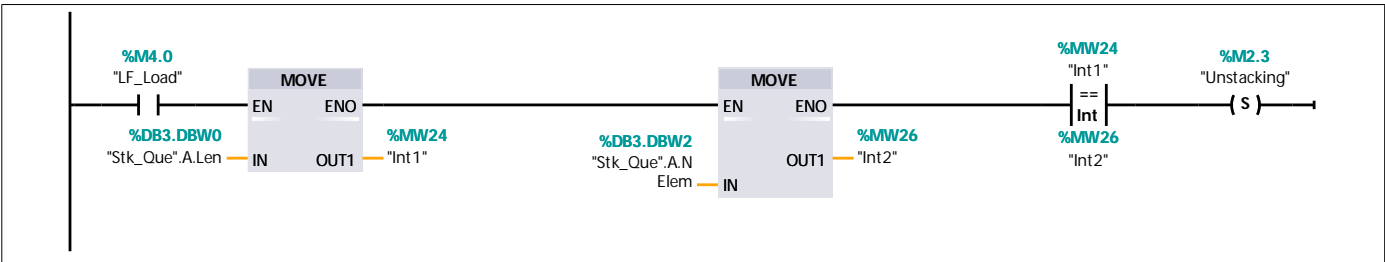 %M4.0
"LF_Load"
MOVE
EN ENO
%DB3.DBW0
"Stk_Que".A.Len
IN OUT1
%MW24
"Int1"
MOVE
EN ENO
%DB3.DBW2
"Stk_Que".A.N
Elem
IN
OUT1
%MW26
"Int2"
%MW24
"Int1"
==
Int
%MW26
"Int2"
%M2.3
"Unstacking"
S